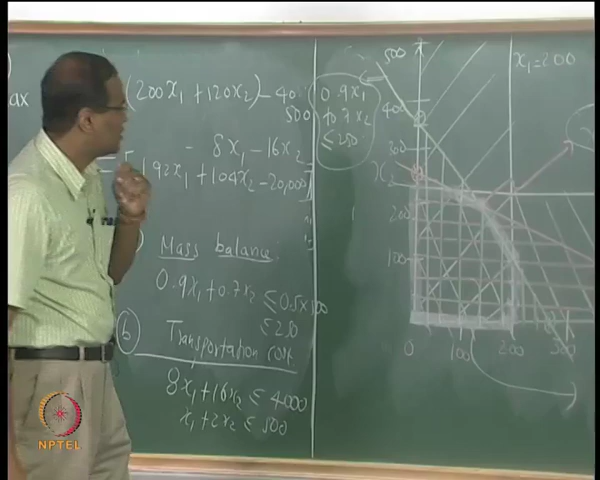 ax (200x₁ + 120x₂) - 40
500
- 8x₁ - 16x₂
= [192x₁ + 104x₂ - 20,000]
Mass balance
0.9x₁ + 0.7x₂ ≤ 0.5x500
≤ 250
(b) Transportation cost
8x₁ + 16x₂ ≤ 4000
x₁ + 2x₂ ≤ 500
0.9x₁
+0.7x₂
≤ 250
x₁ = 200
500
400
300
x₂
200
100
0 100 200 300
NPTEL